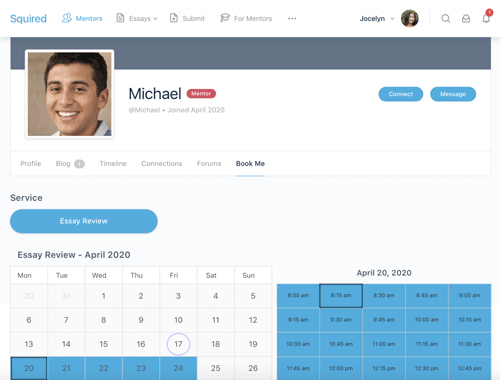 Squired Mentors Essays Submit For Mentors ••• Jocelyn
Michael Mentor
Connect Message
@Michael • Joined April 2020
Profile Blog 1 Timeline Connections Forums Book Me
Service
Essay Review
Essay Review - April 2020
Mon Tue Wed Thu Fri Sat Sun
30 31 1 2 3 4 5
6 7 8 9 10 11 12
13 14 15 16 17 18 19
20 21 22 23 24 25 26
April 20, 2020
8:00 am 8:15 am 8:30 am 8:45 am 9:00 am
9:15 am 9:30 am 9:45 am 10:00 am 10:15 am
10:30 am 10:45 am 11:00 am 11:15 am 11:30 am
11:45 am 12:00 pm 12:15 pm 12:30 pm 12:45 pm